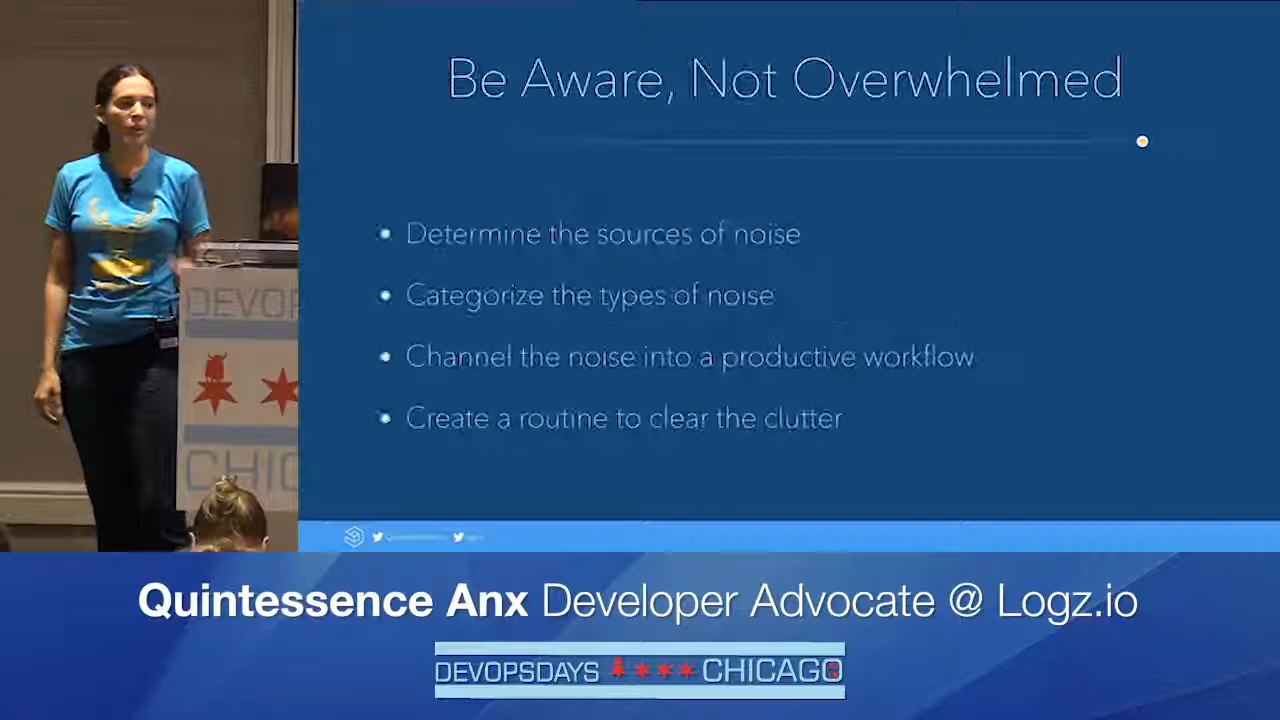 Be Aware, Not Overwhelmed
Determine the sources of noise
Categorize the types of noise
Channel the noise into a productive workflow
Create a routine to clear the clutter
DEVOP
CHIC
Quintessence Anx Developer Advocate @ Logz.io
DEVOPSDAYS CHICAGO